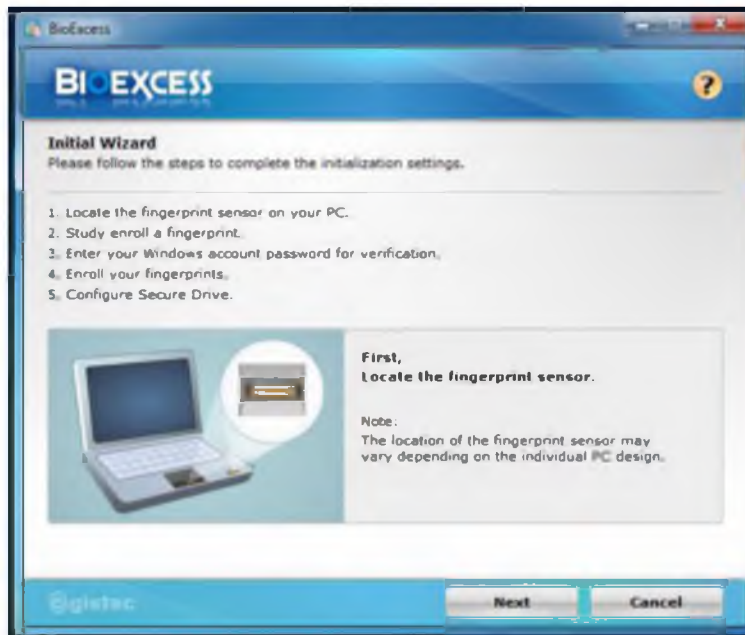 BioExcess
BIOEXCESS
?
Initial Wizard
Please follow the steps to complete the initialization settings.
1. Locate the fingerprint sensor on your PC.
2. Study enroll a fingerprint.
3. Enter your Windows account password for verification.
4. Enroll your fingerprints.
5. Configure Secure Drive.
First,
Locate the fingerprint sensor.
Note:
The location of the fingerprint sensor may
vary depending on the individual PC design.
Egistec
Next
Cancel